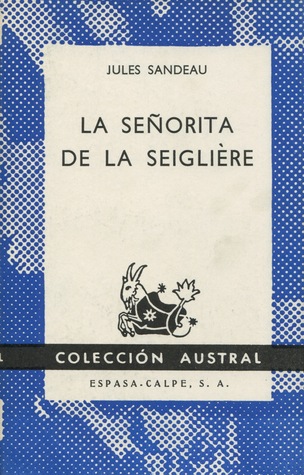 JULES SANDEAU
LA SEÑORITA
DE LA SEIGLIÈRE
COLECCIÓN AUSTRAL
ESPASA-CALPE, S. A.